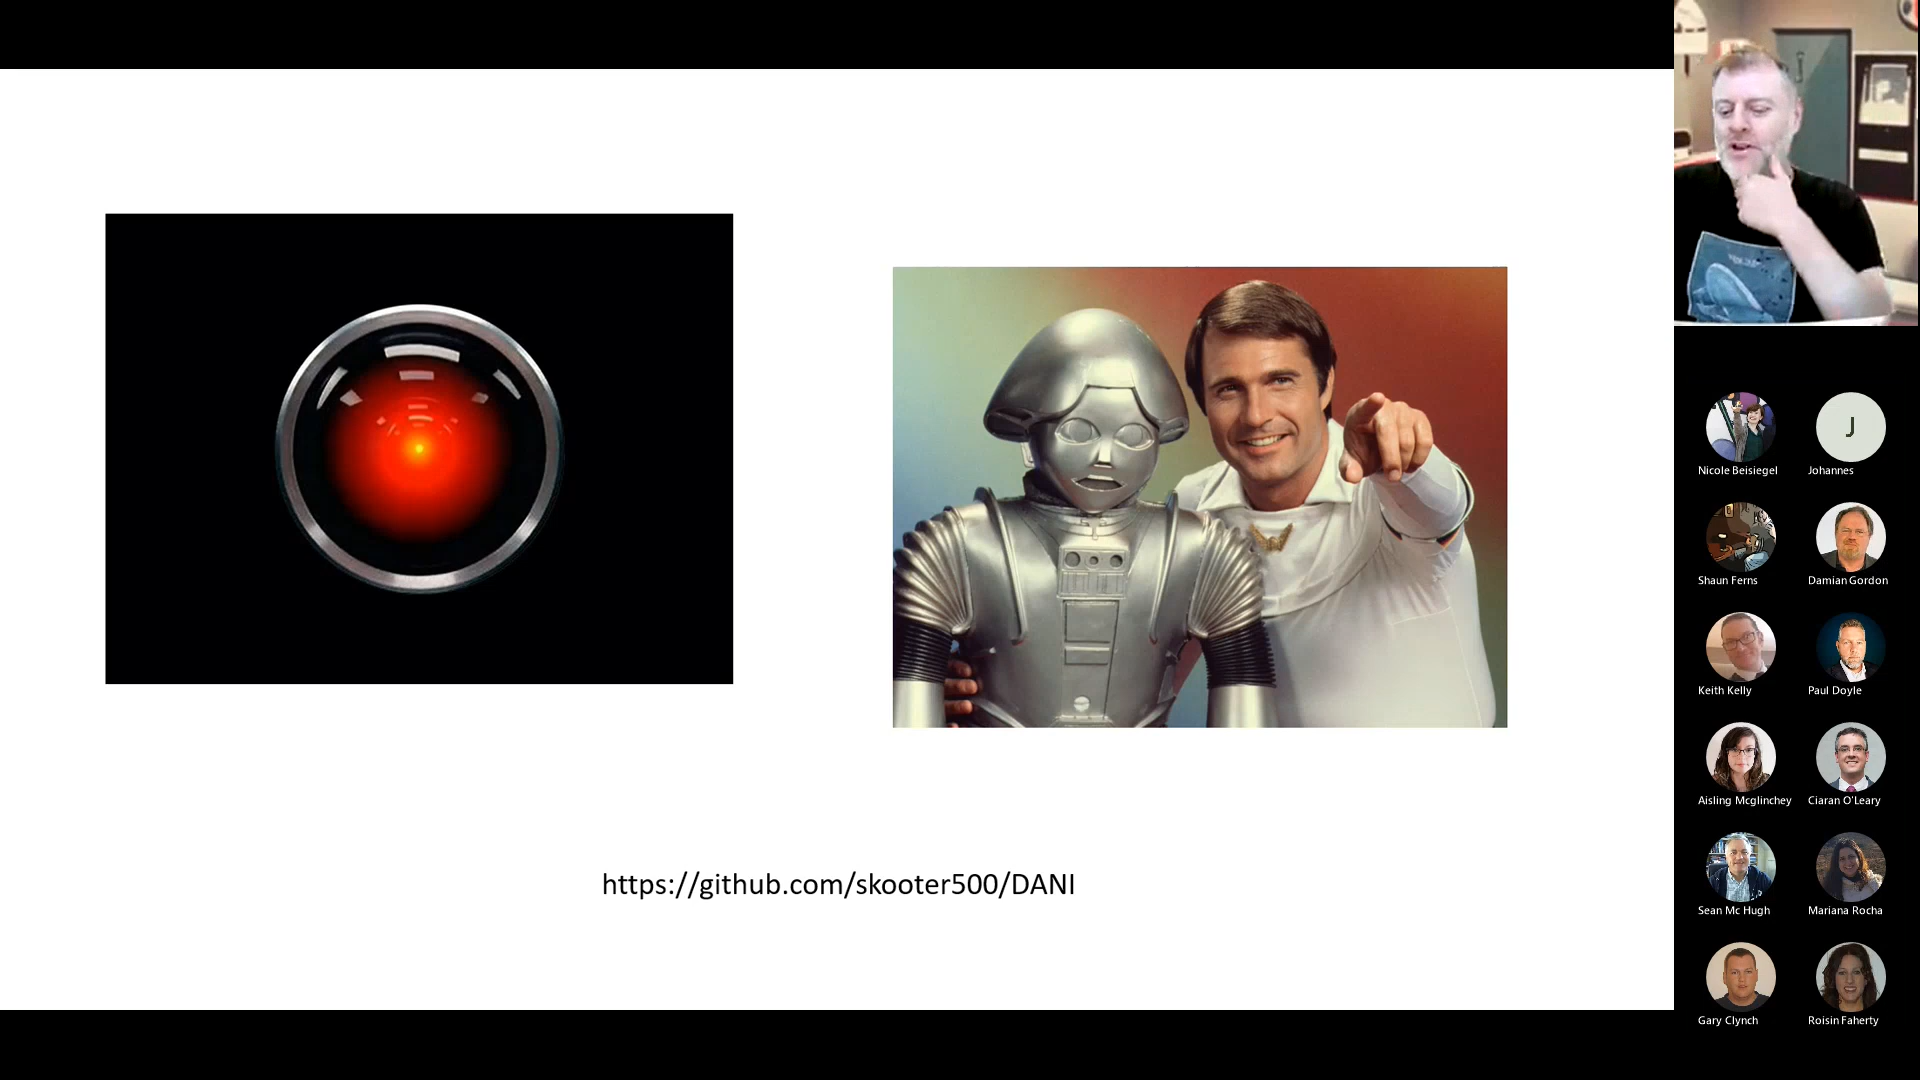 https://github.com/skooter500/DANI
Nicole Beisiegel
J
Johannes
Shaun Ferns
Damian Gordon
Keith Kelly
Paul Doyle
Aisling Mcglinchey
Ciaran O'Leary
Sean Mc Hugh
Mariana Rocha
Gary Clynch
Roisin Faherty